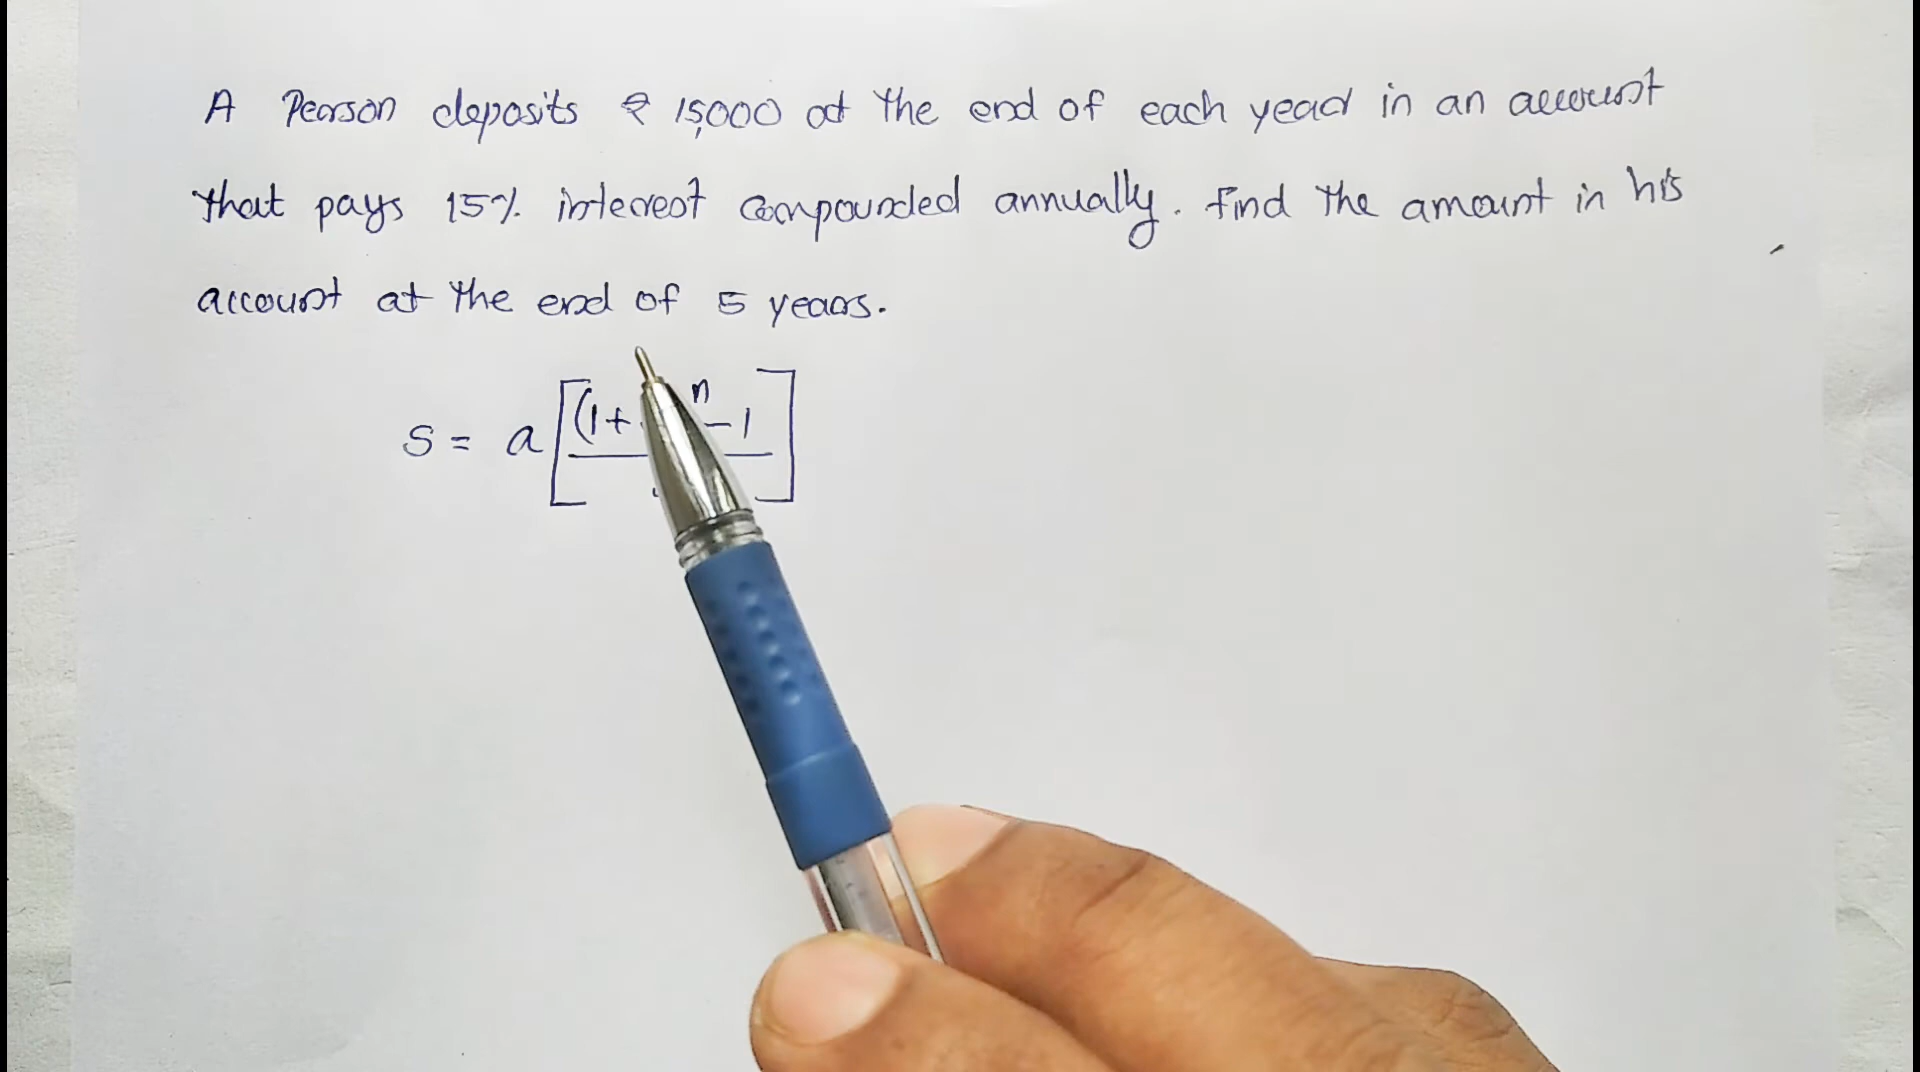 A Pearson deposits ₹ 15,000 at the end of each year in an account
that pays 15% interest compounded annually. find the amount in his
account at the end of 5 years.
S = a [(1+ n - 1]